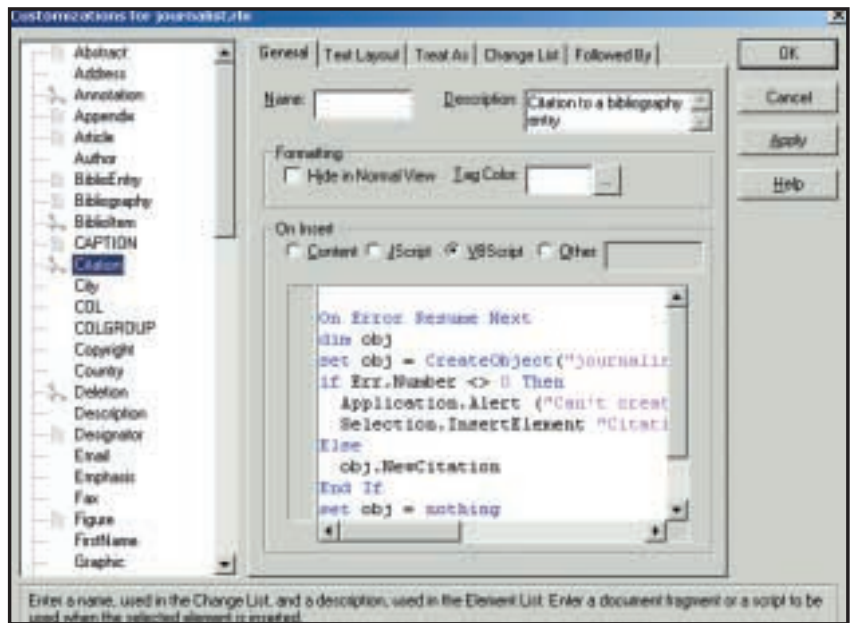 Customizations for journalist.rlx
Abstract
Address
Annotation
Appendix
Article
Author
BiblioEntry
Bibliography
BiblioItem
CAPTION
Citation
City
COL
COLGROUP
Copyright
Country
Deletion
Description
Designator
Email
Emphasis
Fax
Figure
FirstName
Graphic
General Text Layout Treat As Change List Followed By
Name: Description: Citation to a bibliography
entry
Formatting
Hide in Normal View Tag Color:
...
On Insert
Content JScript VBScript Other
On Error Resume Next
dim obj
set obj = CreateObject("journalin
if Err.Number <> 0 Then
Application.Alert ("Can't creat
Selection.InsertElement "Citati
Else
obj.NewCitation
End If
set obj = nothing
OK
Cancel
Apply
Help
Enter a name, used in the Change List, and a description, used in the Element List. Enter a document fragment or a script to be
used when the selected element is inserted.